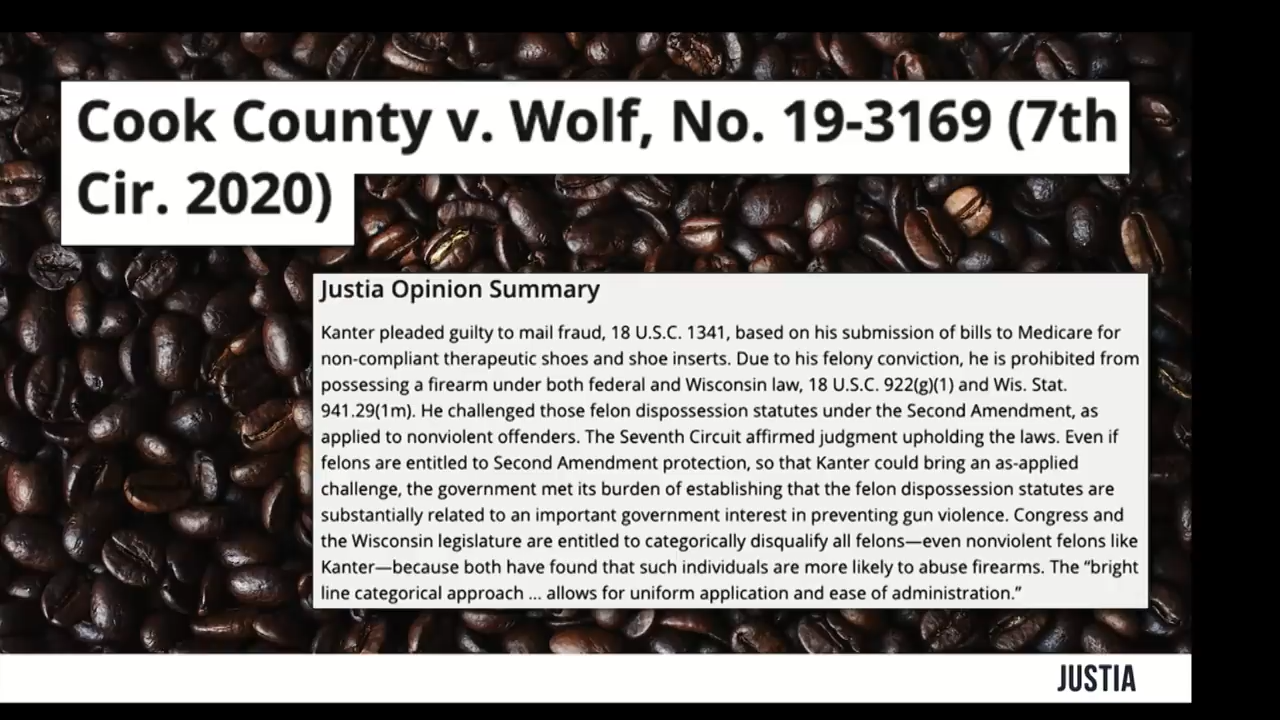 Cook County v. Wolf, No. 19-3169 (7th
Cir. 2020)
Justia Opinion Summary
Kanter pleaded guilty to mail fraud, 18 U.S.C. 1341, based on his submission of bills to Medicare for
non-compliant therapeutic shoes and shoe inserts. Due to his felony conviction, he is prohibited from
possessing a firearm under both federal and Wisconsin law, 18 U.S.C. 922(g)(1) and Wis. Stat.
941.29(1m). He challenged those felon dispossession statutes under the Second Amendment, as
applied to nonviolent offenders. The Seventh Circuit affirmed judgment upholding the laws. Even if
felons are entitled to Second Amendment protection, so that Kanter could bring an as-applied
challenge, the government met its burden of establishing that the felon dispossession statutes are
substantially related to an important government interest in preventing gun violence. Congress and
the Wisconsin legislature are entitled to categorically disqualify all felons—even nonviolent felons like
Kanter—because both have found that such individuals are more likely to abuse firearms. The “bright
line categorical approach ... allows for uniform application and ease of administration.”
JUSTIA